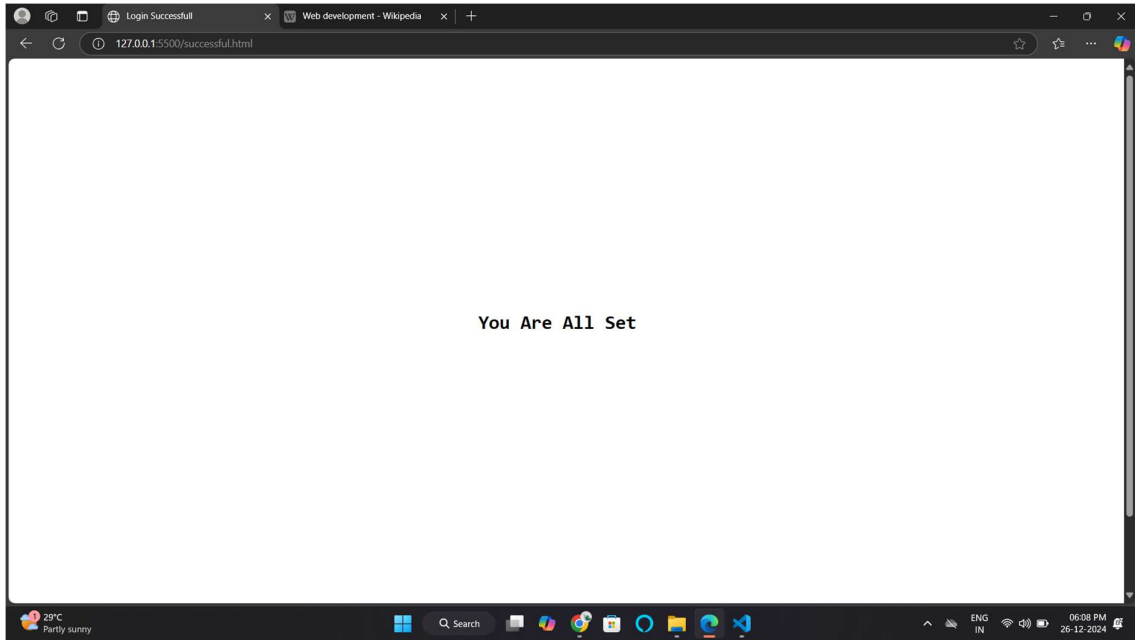 Login Successfull
Web development - Wikipedia
127.0.0.1:5500/successful.html
You Are All Set
1
29°C
Partly sunny
Search
ENG
IN
06:08 PM
26-12-2024